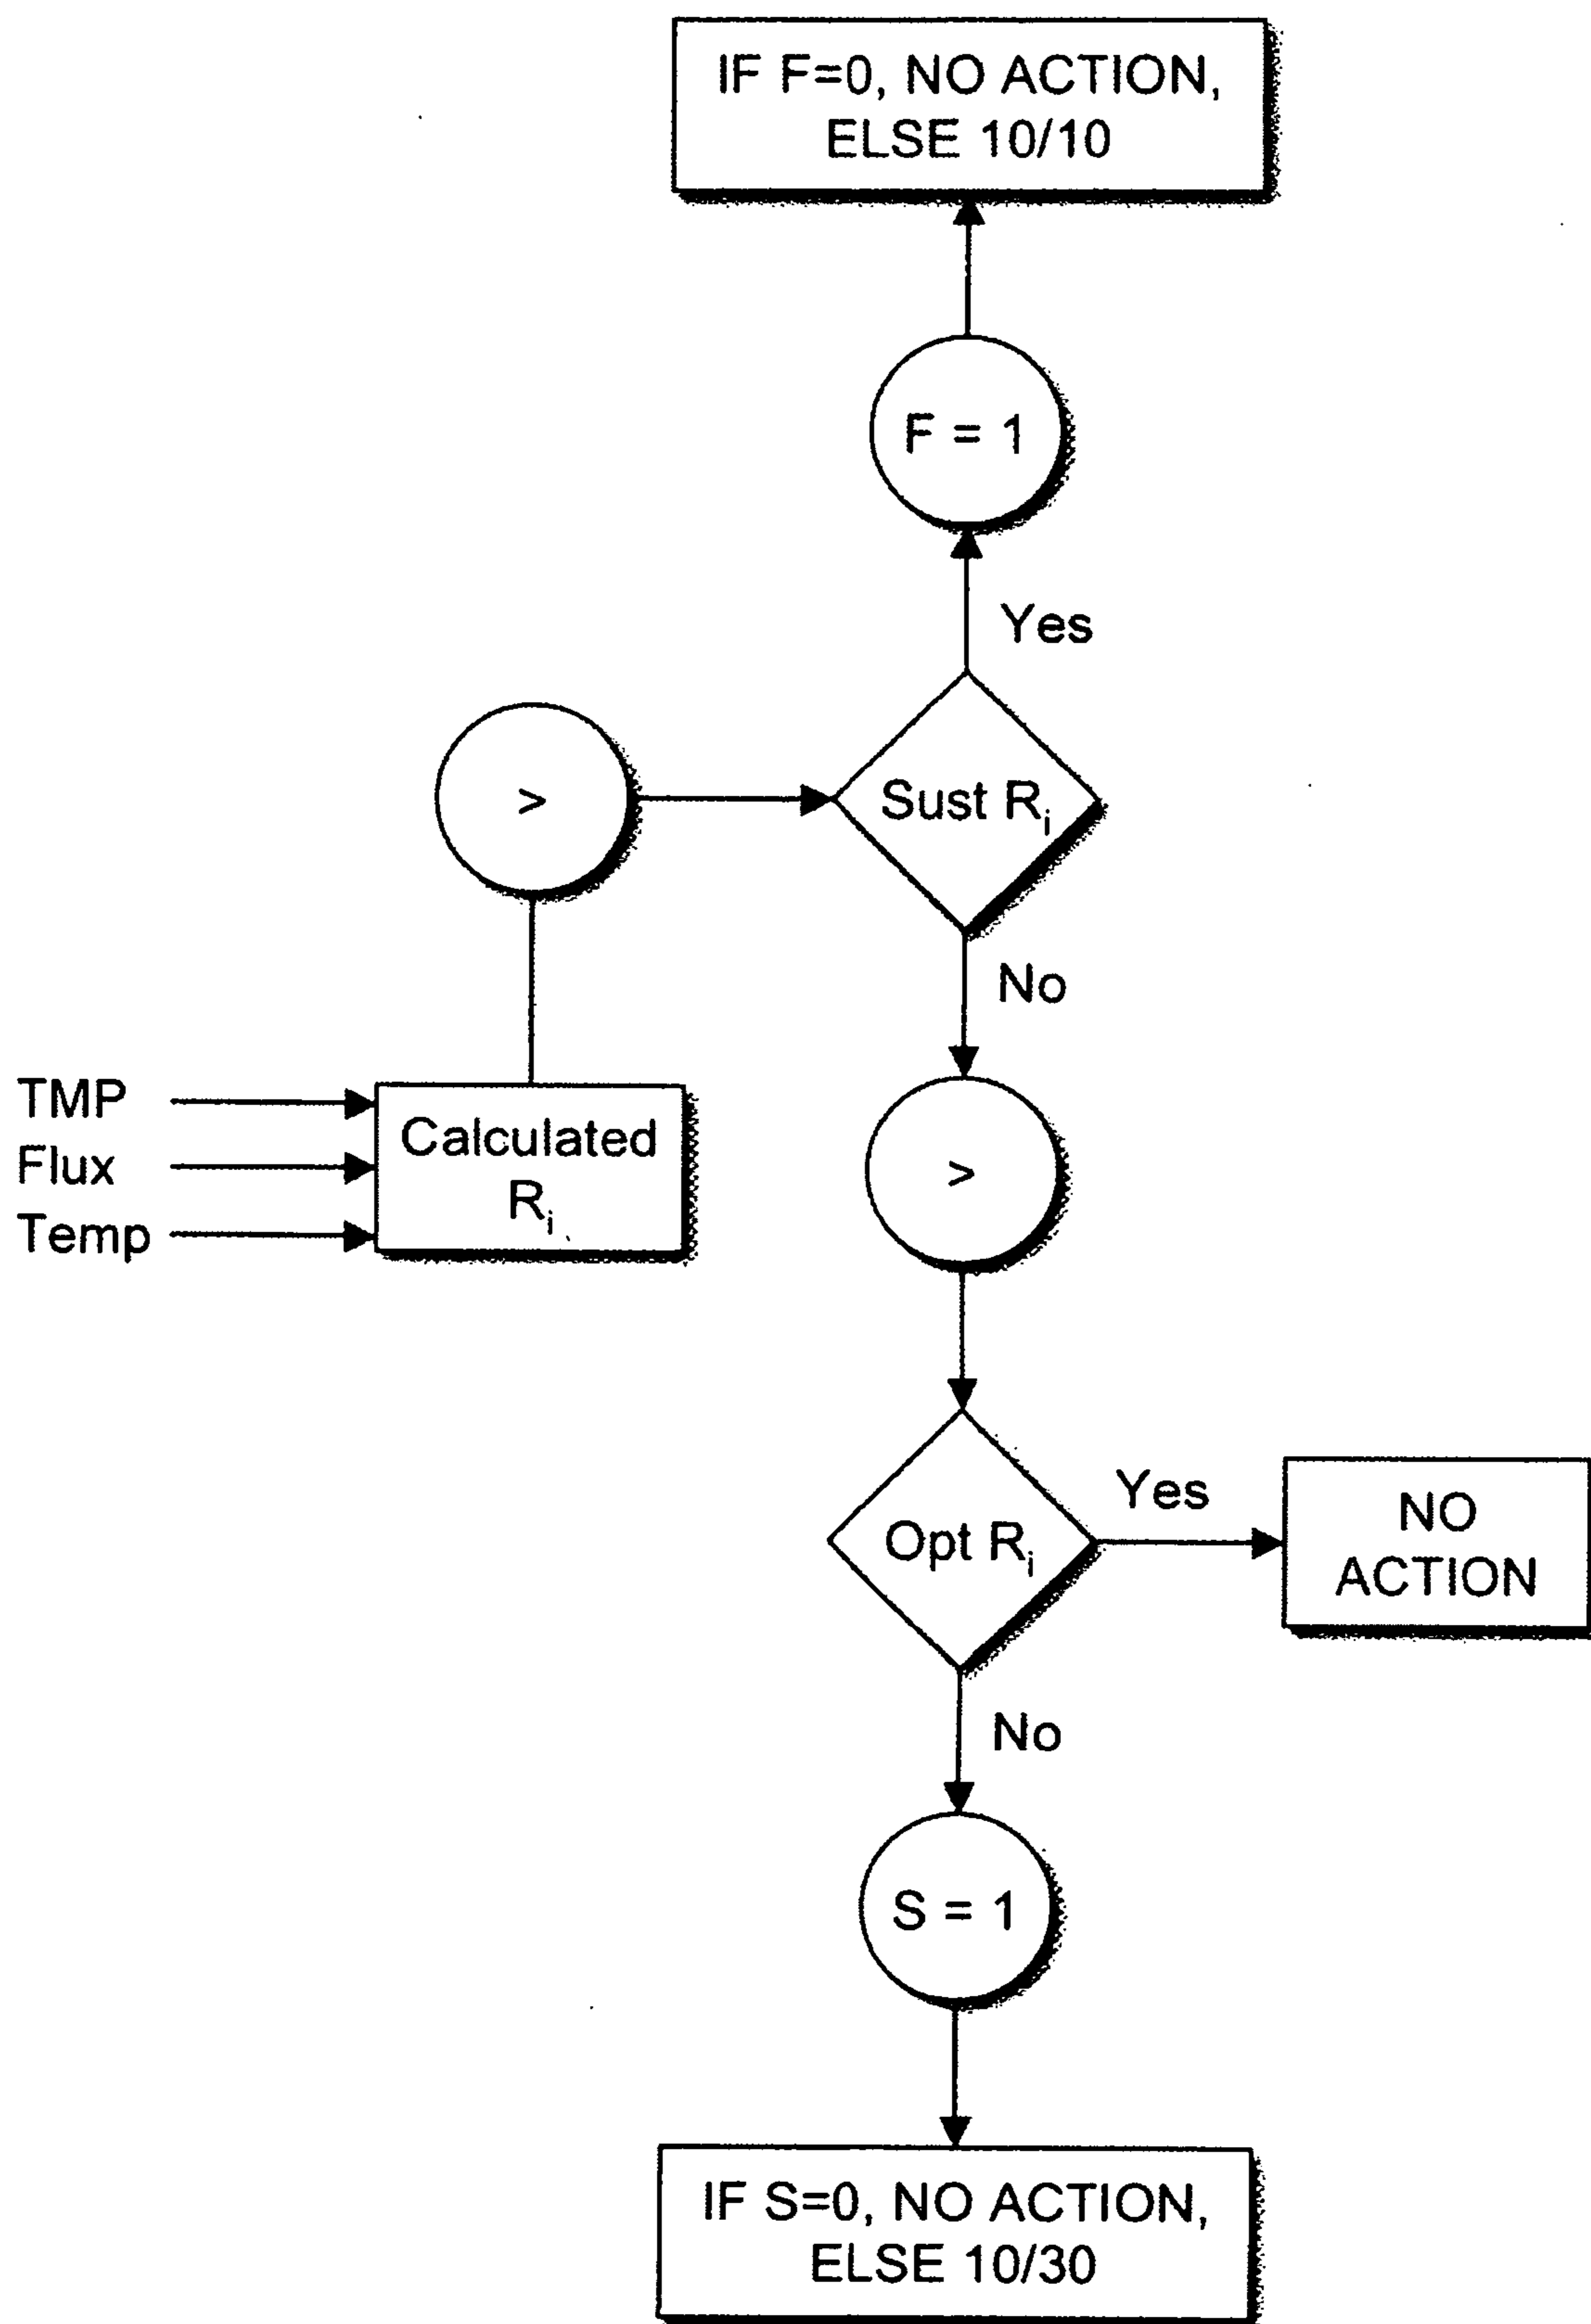 IF F=0, NO ACTION,
ELSE 10/10
F = 1
Yes
>
Sust Ri
No
TMP
Flux
Temp
Calculated
Ri
>
Opt Ri
Yes
NO
ACTION
No
S = 1
IF S=0, NO ACTION,
ELSE 10/30